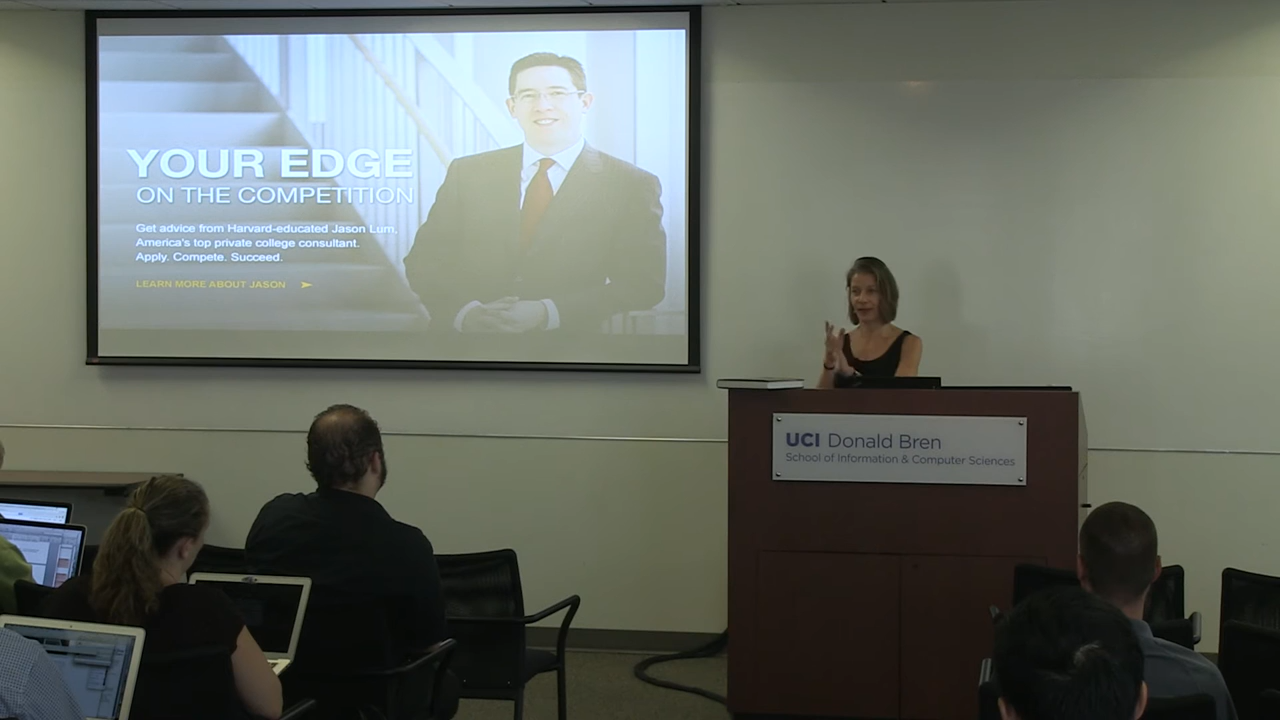 YOUR EDGE
ON THE COMPETITION
Get advice from Harvard-educated Jason Lum,
America's top private college consultant.
Apply. Compete. Succeed.
LEARN MORE ABOUT JASON
UCI Donald Bren
School of Information & Computer Sciences